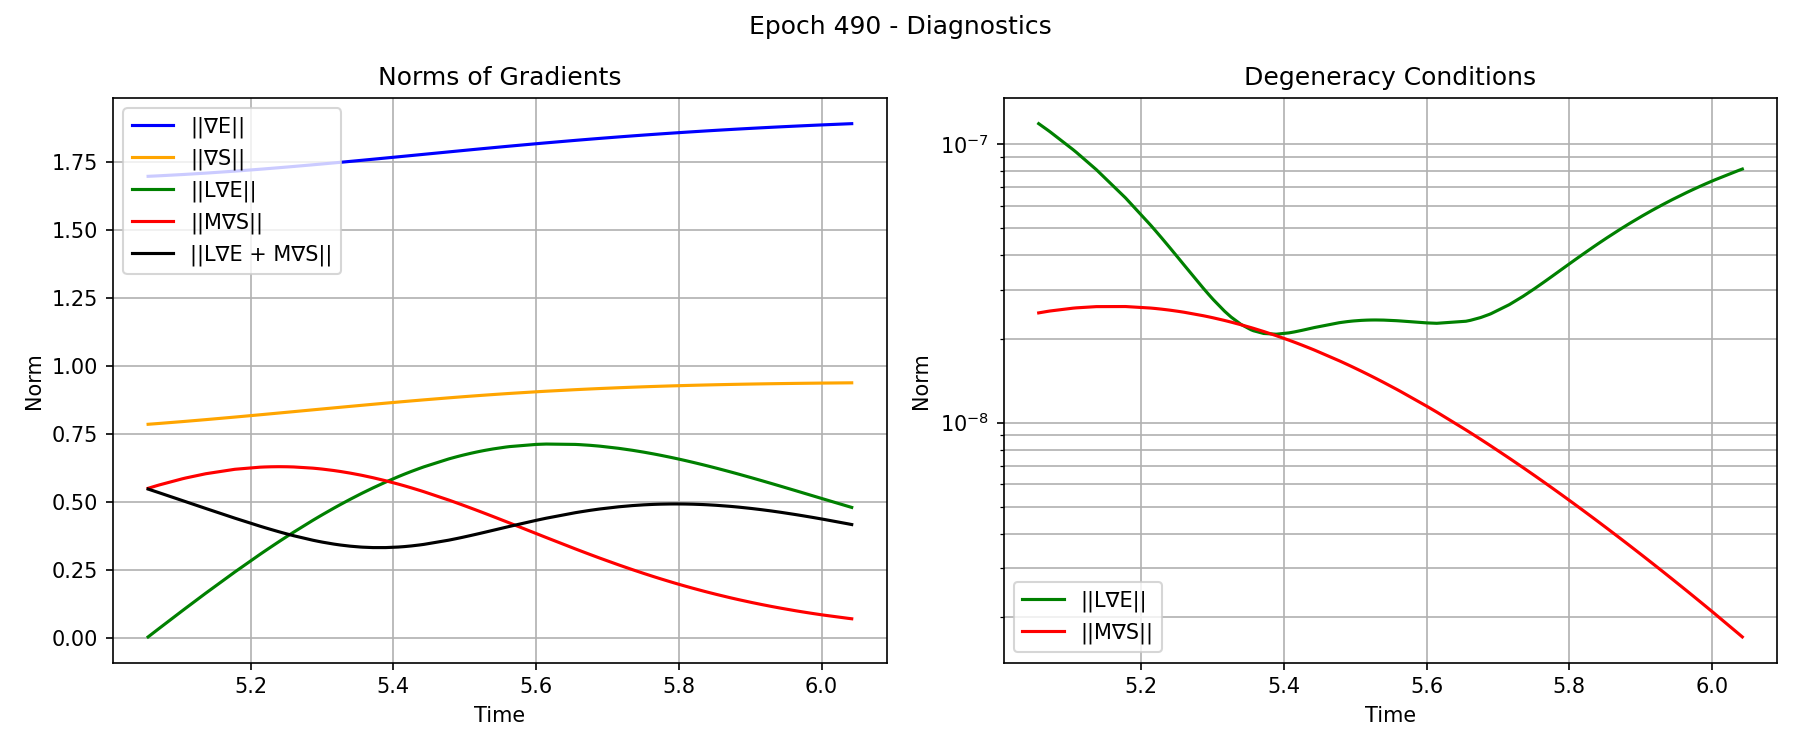 Epoch 490 - Diagnostics
Norms of Gradients
||∇E||
||∇S||
||L∇E||
||M∇S||
||L∇E + M∇S||
1.75
1.50
1.25
1.00
0.75
0.50
0.25
0.00
Norm
5.2 5.4 5.6 5.8 6.0
Time
Degeneracy Conditions
10⁻⁷
10⁻⁸
Norm
||L∇E||
||M∇S||
5.2 5.4 5.6 5.8 6.0
Time